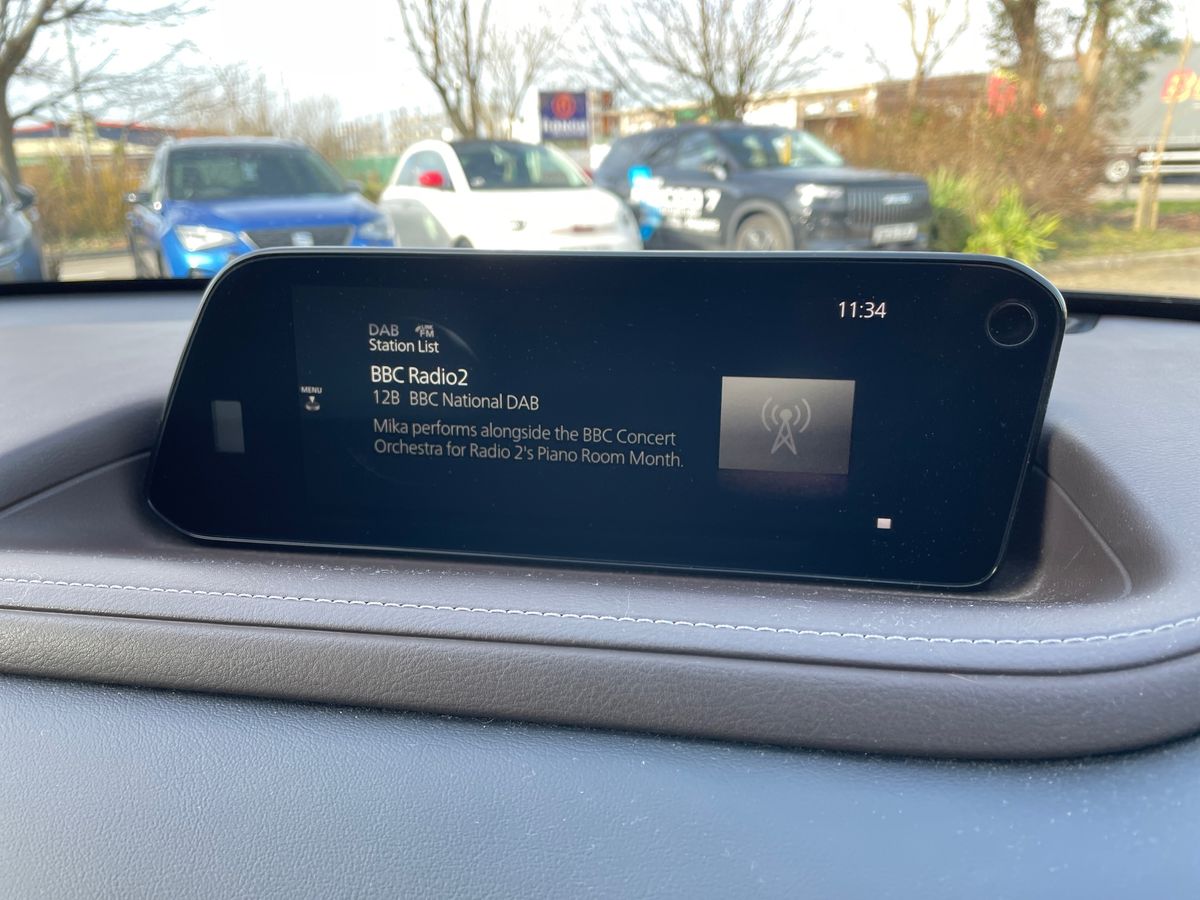 11:34
DAB LINK FM
Station List
BBC Radio2
MENU
12B BBC National DAB
Mika performs alongside the BBC Concert
Orchestra for Radio 2's Piano Room Month.